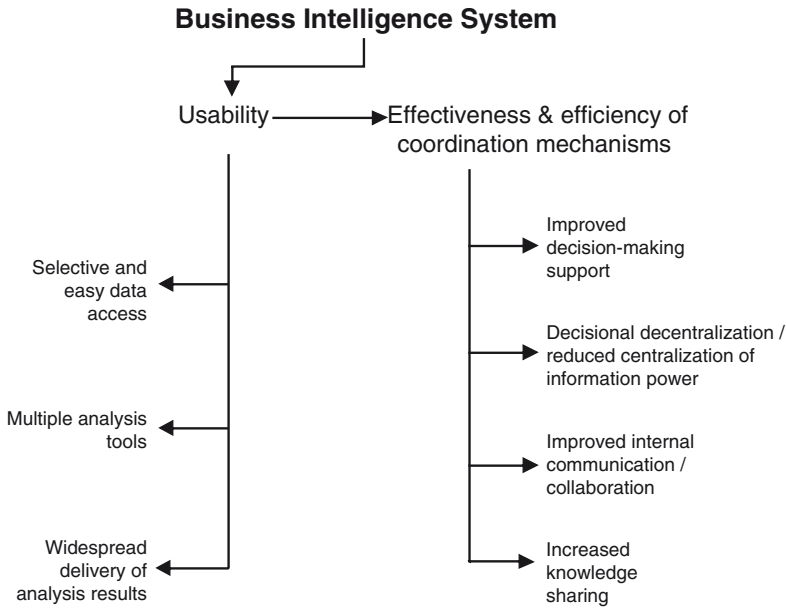 Business Intelligence System
Usability
Effectiveness & efficiency of
coordination mechanisms
Selective and
easy data
access
Multiple analysis
tools
Widespread
delivery of
analysis results
Improved
decision-making
support
Decisional decentralization /
reduced centralization of
information power
Improved internal
communication /
collaboration
Increased
knowledge
sharing